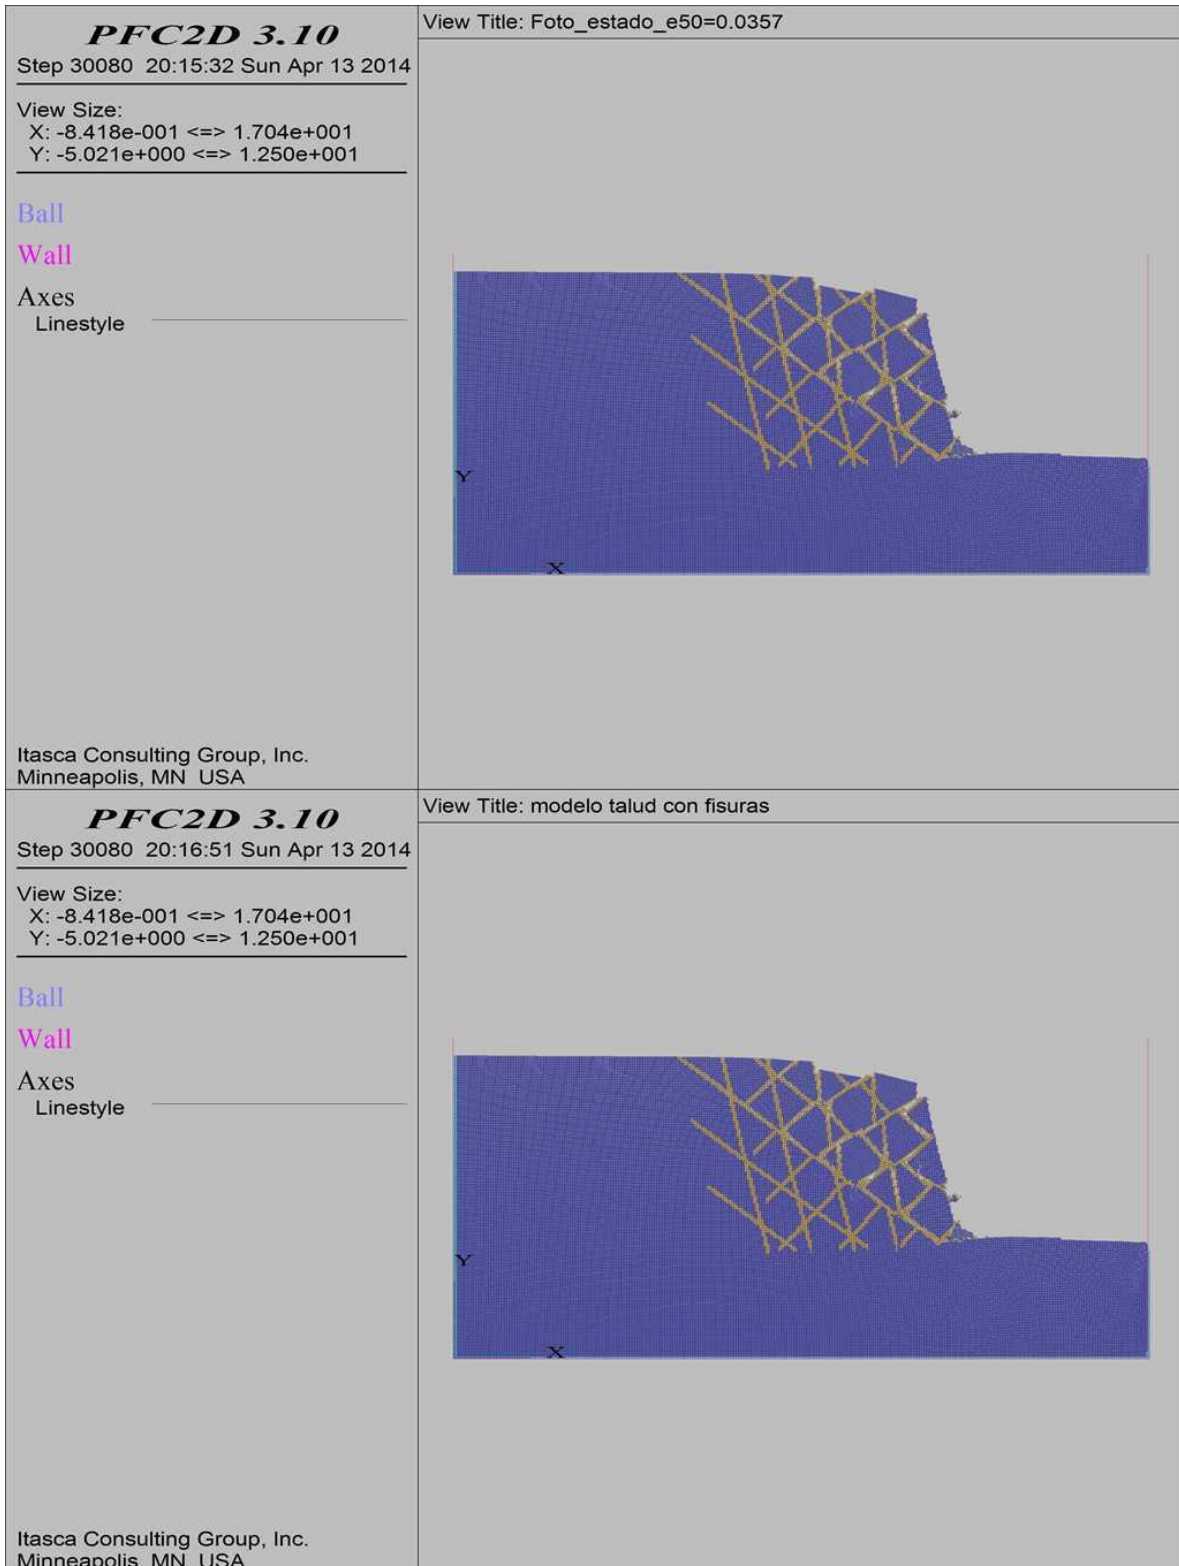 PFC2D 3.10
Step 30080 20:15:32 Sun Apr 13 2014
View Size:
X: -8.418e-001 <=> 1.704e+001
Y: -5.021e+000 <=> 1.250e+001
Ball
Wall
Axes
Linestyle
Itasca Consulting Group, Inc.
Minneapolis, MN USA
View Title: Foto_estado_e50=0.0357
Y
X
PFC2D 3.10
Step 30080 20:16:51 Sun Apr 13 2014
View Size:
X: -8.418e-001 <=> 1.704e+001
Y: -5.021e+000 <=> 1.250e+001
Ball
Wall
Axes
Linestyle
Itasca Consulting Group, Inc.
Minneapolis, MN USA
View Title: modelo talud con fisuras
Y
X